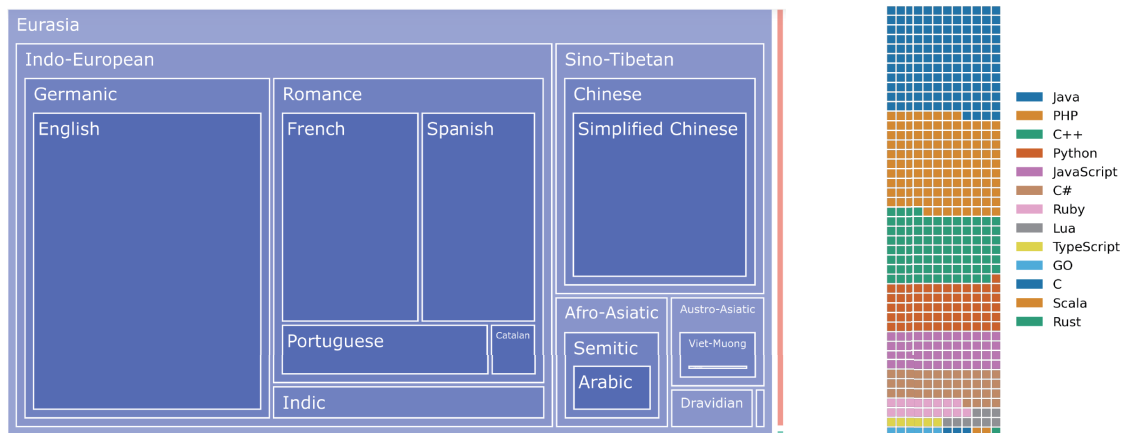 Eurasia
Indo-European
Germanic
English
Romance
French
Spanish
Portuguese
Catalan
Indic
Sino-Tibetan
Chinese
Simplified Chinese
Afro-Asiatic
Semitic
Arabic
Austro-Asiatic
Viet-Muong
Dravidian
Java
PHP
C++
Python
JavaScript
C#
Ruby
Lua
TypeScript
GO
C
Scala
Rust